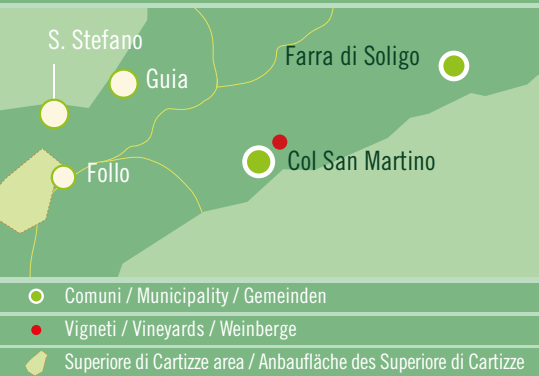 S. Stefano
Farra di Soligo
Guia
Col San Martino
Follo
Comuni / Municipality / Gemeinden
Vigneti / Vineyards / Weinberge
Superiore di Cartizze area / Anbaufläche des Superiore di Cartizze